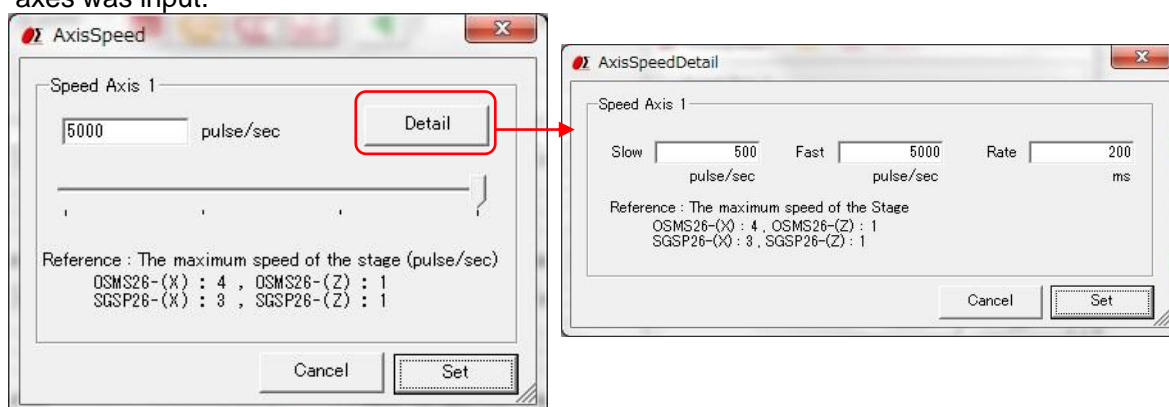 axes was input.
AxisSpeed
Speed Axis 1
5000 pulse/sec Detail
Reference : The maximum speed of the stage (pulse/sec)
OSMS26-(X) : 4 , OSMS26-(Z) : 1
SGSP26-(X) : 3 , SGSP26-(Z) : 1
Cancel Set
AxisSpeedDetail
Speed Axis 1
Slow 500 Fast 5000 Rate 200
pulse/sec pulse/sec ms
Reference : The maximum speed of the Stage
OSMS26-(X) : 4 , OSMS26-(Z) : 1
SGSP26-(X) : 3 , SGSP26-(Z) : 1
Cancel Set